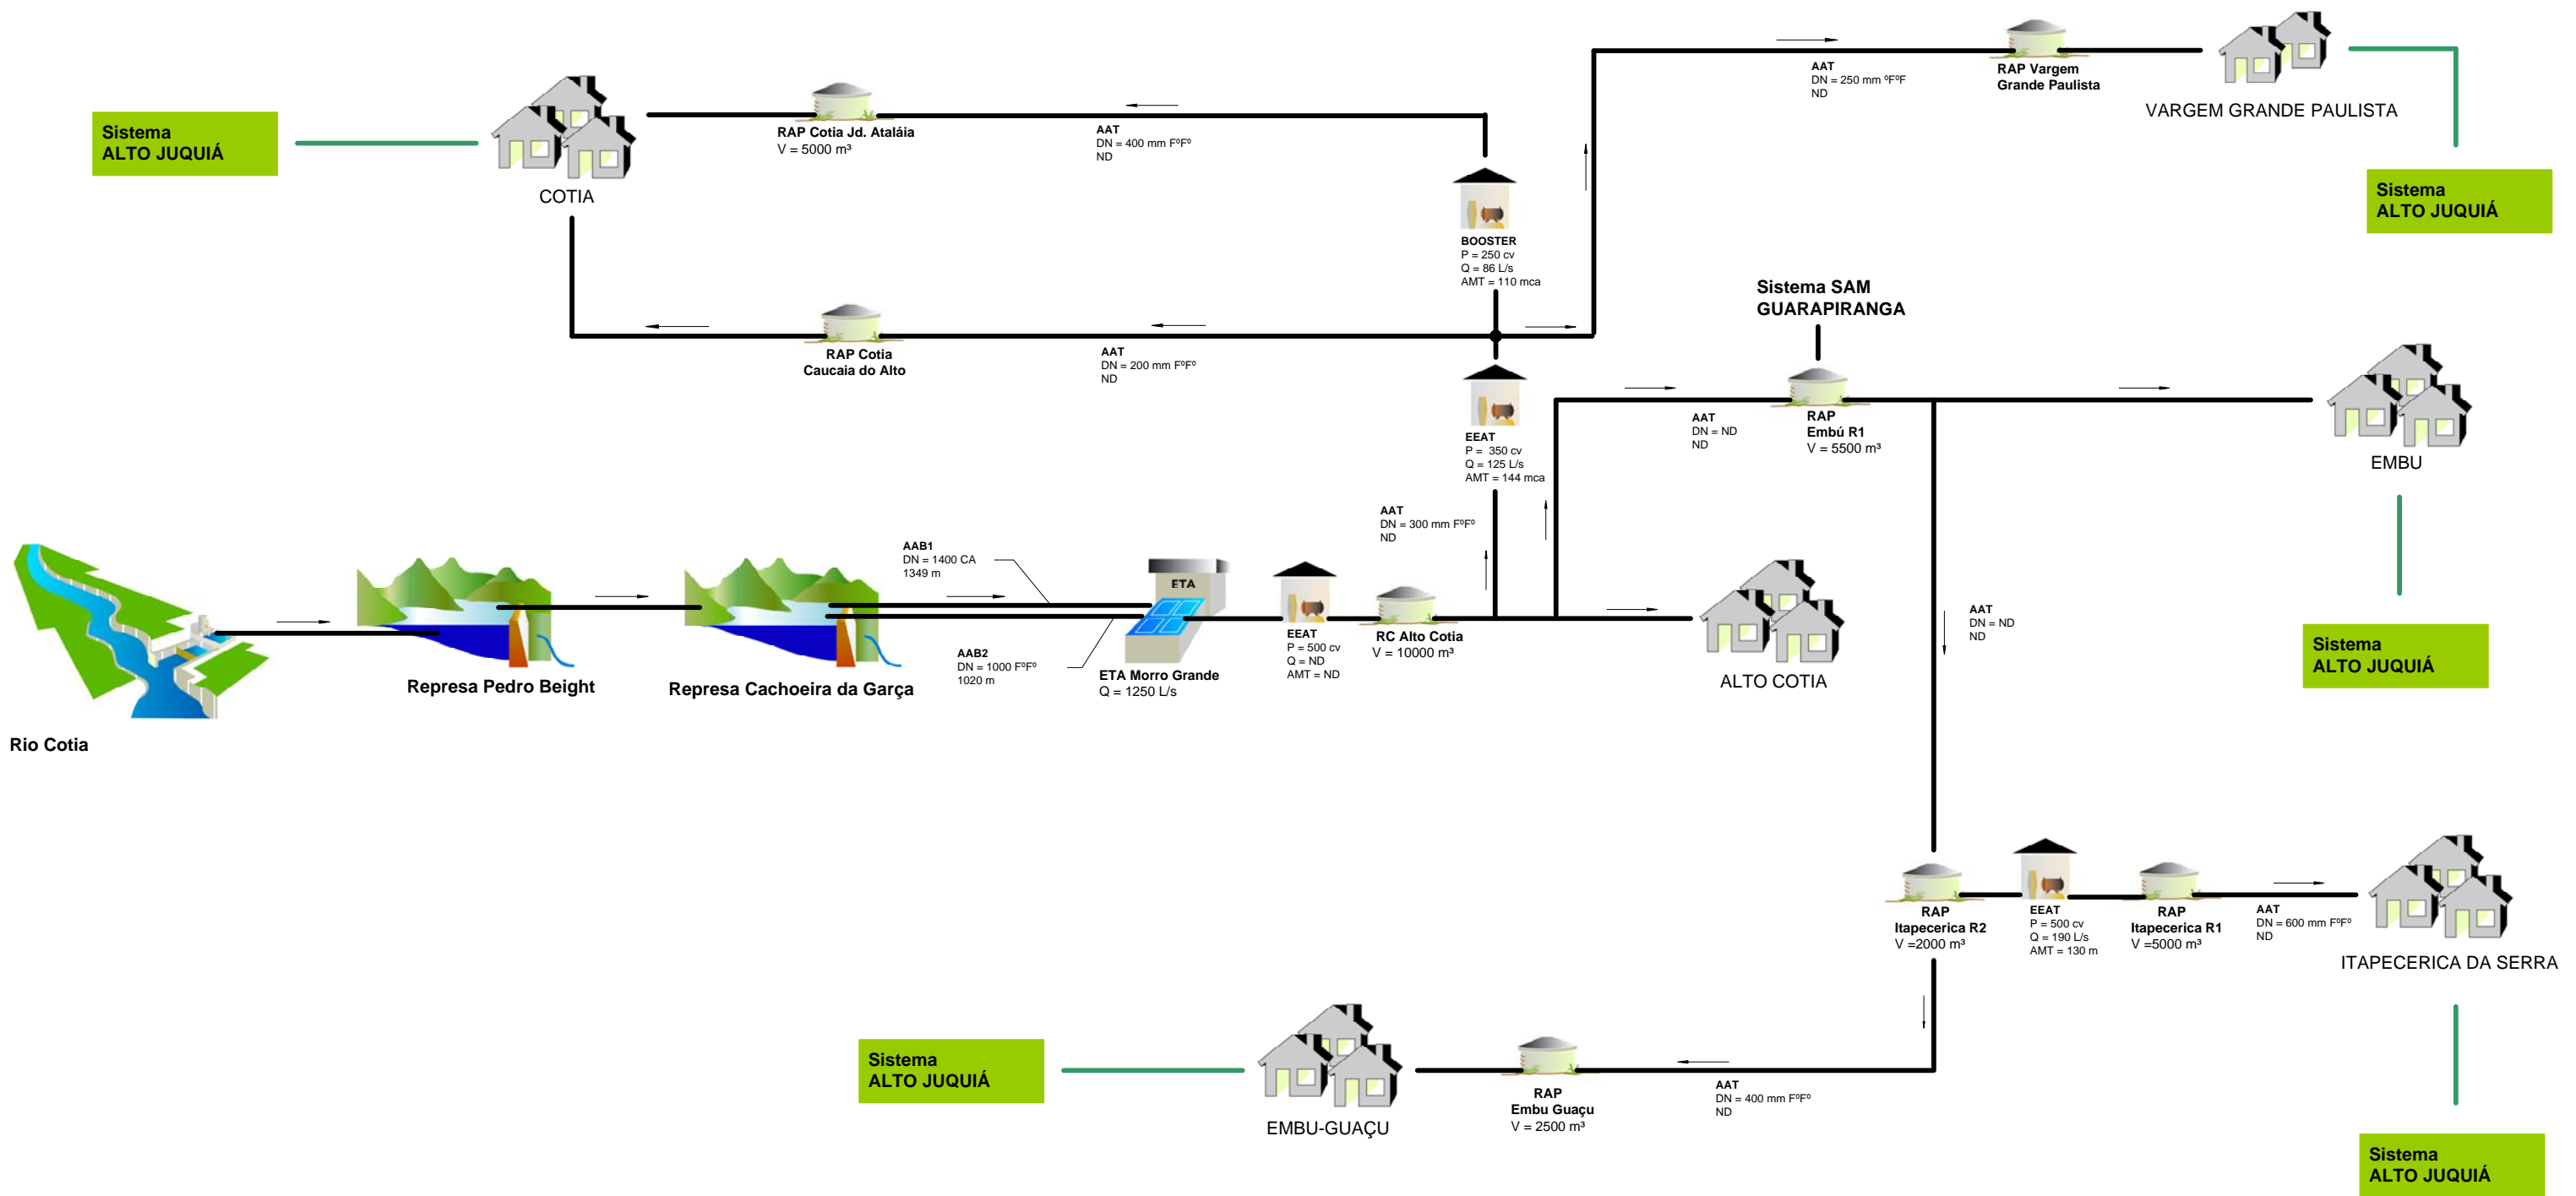 Sistema
ALTO JUQUIÁ
COTIA
RAP Cotia Jd. Ataláia
V = 5000 m³
AAT
DN = 400 mm FºFº
ND
AAT
DN = 250 mm ºFºF
ND
RAP Vargem
Grande Paulista
VARGEM GRANDE PAULISTA
Sistema
ALTO JUQUIÁ
BOOSTER
P = 250 cv
Q = 86 L/s
AMT = 110 mca
Sistema SAM
GUARAPIRANGA
RAP Cotia
Caucaia do Alto
AAT
DN = 200 mm FºFº
ND
EEAT
P =  350 cv
Q = 125 L/s
AMT = 144 mca
AAT
DN = ND
ND
RAP
Embú R1
V = 5500 m³
EMBU
Sistema
ALTO JUQUIÁ
AAT
DN = 300 mm FºFº
ND
Rio Cotia
Represa Pedro Beight
Represa Cachoeira da Garça
AAB1
DN = 1400 CA
1349 m
AAB2
DN = 1000 FºFº
1020 m
ETA
ETA Morro Grande
Q = 1250 L/s
EEAT
P = 500 cv
Q = ND
AMT = ND
RC Alto Cotia
V = 10000 m³
ALTO COTIA
AAT
DN = ND
ND
RAP
Itapecerica R2
V =2000 m³
EEAT
P = 500 cv
Q = 190 L/s
AMT = 130 m
RAP
Itapecerica R1
V =5000 m³
AAT
DN = 600 mm FºFº
ND
ITAPECERICA DA SERRA
Sistema
ALTO JUQUIÁ
Sistema
ALTO JUQUIÁ
EMBU-GUAÇU
RAP
Embu Guaçu
V = 2500 m³
AAT
DN = 400 mm FºFº
ND